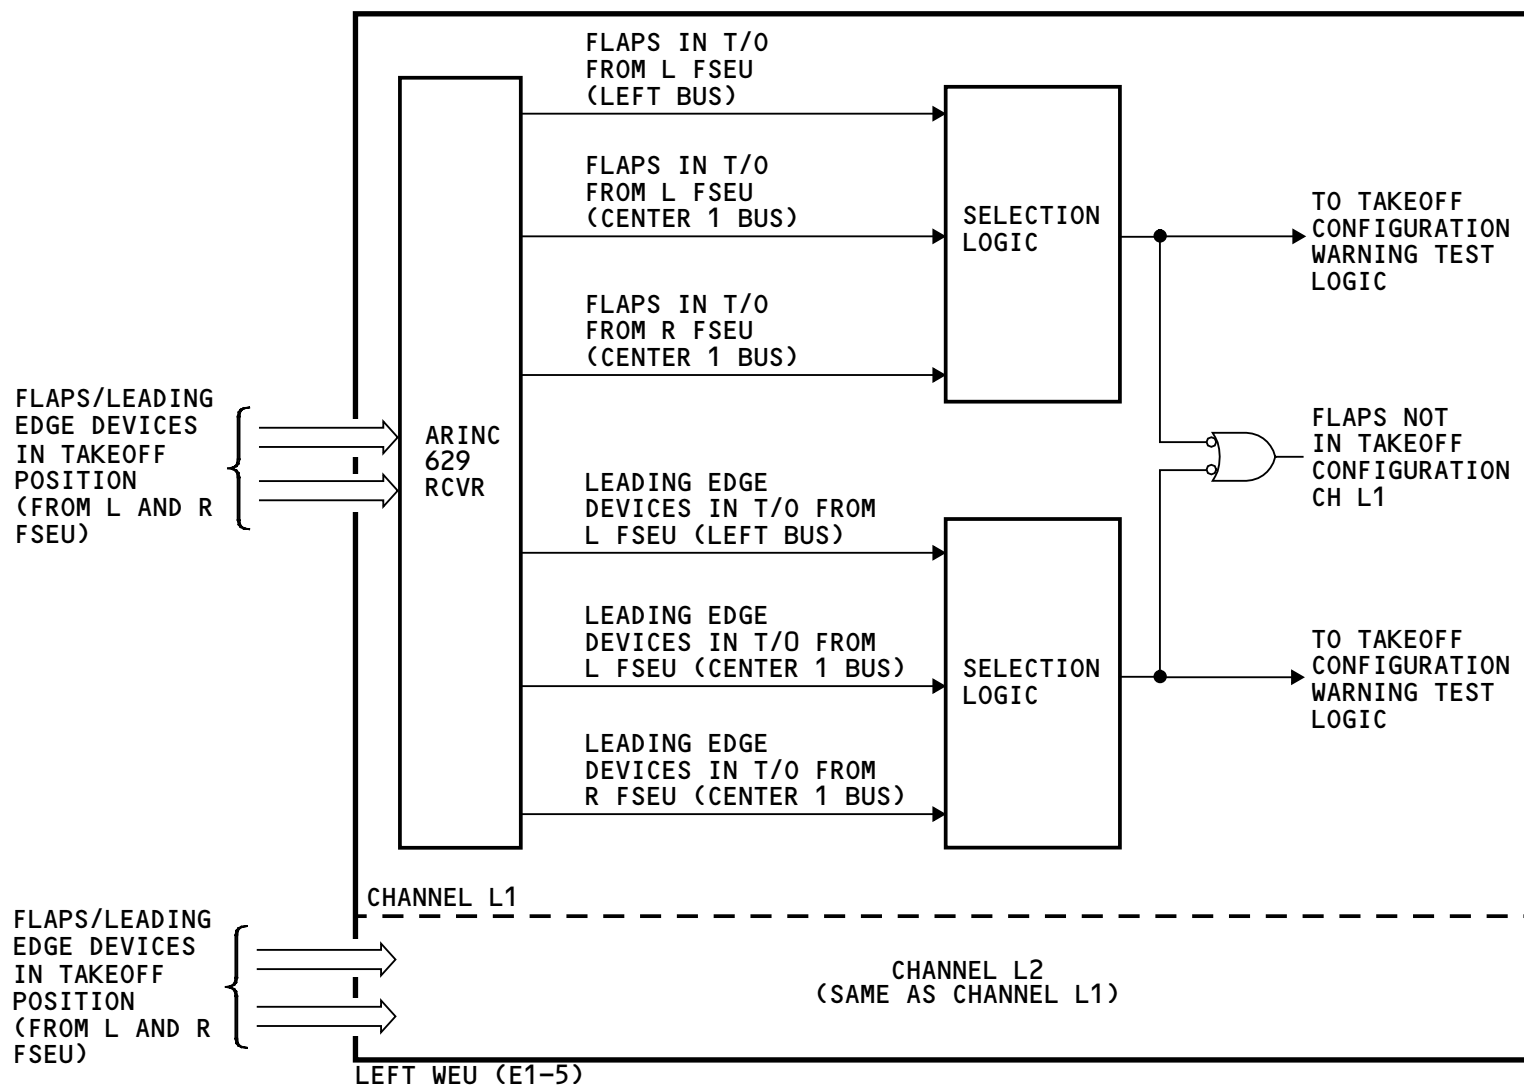 FLAPS IN T/O
FROM L FSEU
(LEFT BUS)
FLAPS IN T/O
FROM L FSEU
(CENTER 1 BUS)
FLAPS IN T/O
FROM R FSEU
(CENTER 1 BUS)
SELECTION
LOGIC
TO TAKEOFF
CONFIGURATION
WARNING TEST
LOGIC
FLAPS/LEADING
EDGE DEVICES
IN TAKEOFF
POSITION
(FROM L AND R
FSEU)
ARINC
629
RCVR
FLAPS NOT
IN TAKEOFF
CONFIGURATION
CH L1
LEADING EDGE
DEVICES IN T/O FROM
L FSEU (LEFT BUS)
LEADING EDGE
DEVICES IN T/O FROM
L FSEU (CENTER 1 BUS)
LEADING EDGE
DEVICES IN T/O FROM
R FSEU (CENTER 1 BUS)
SELECTION
LOGIC
TO TAKEOFF
CONFIGURATION
WARNING TEST
LOGIC
CHANNEL L1
FLAPS/LEADING
EDGE DEVICES
IN TAKEOFF
POSITION
(FROM L AND R
FSEU)
CHANNEL L2
(SAME AS CHANNEL L1)
LEFT WEU (E1-5)